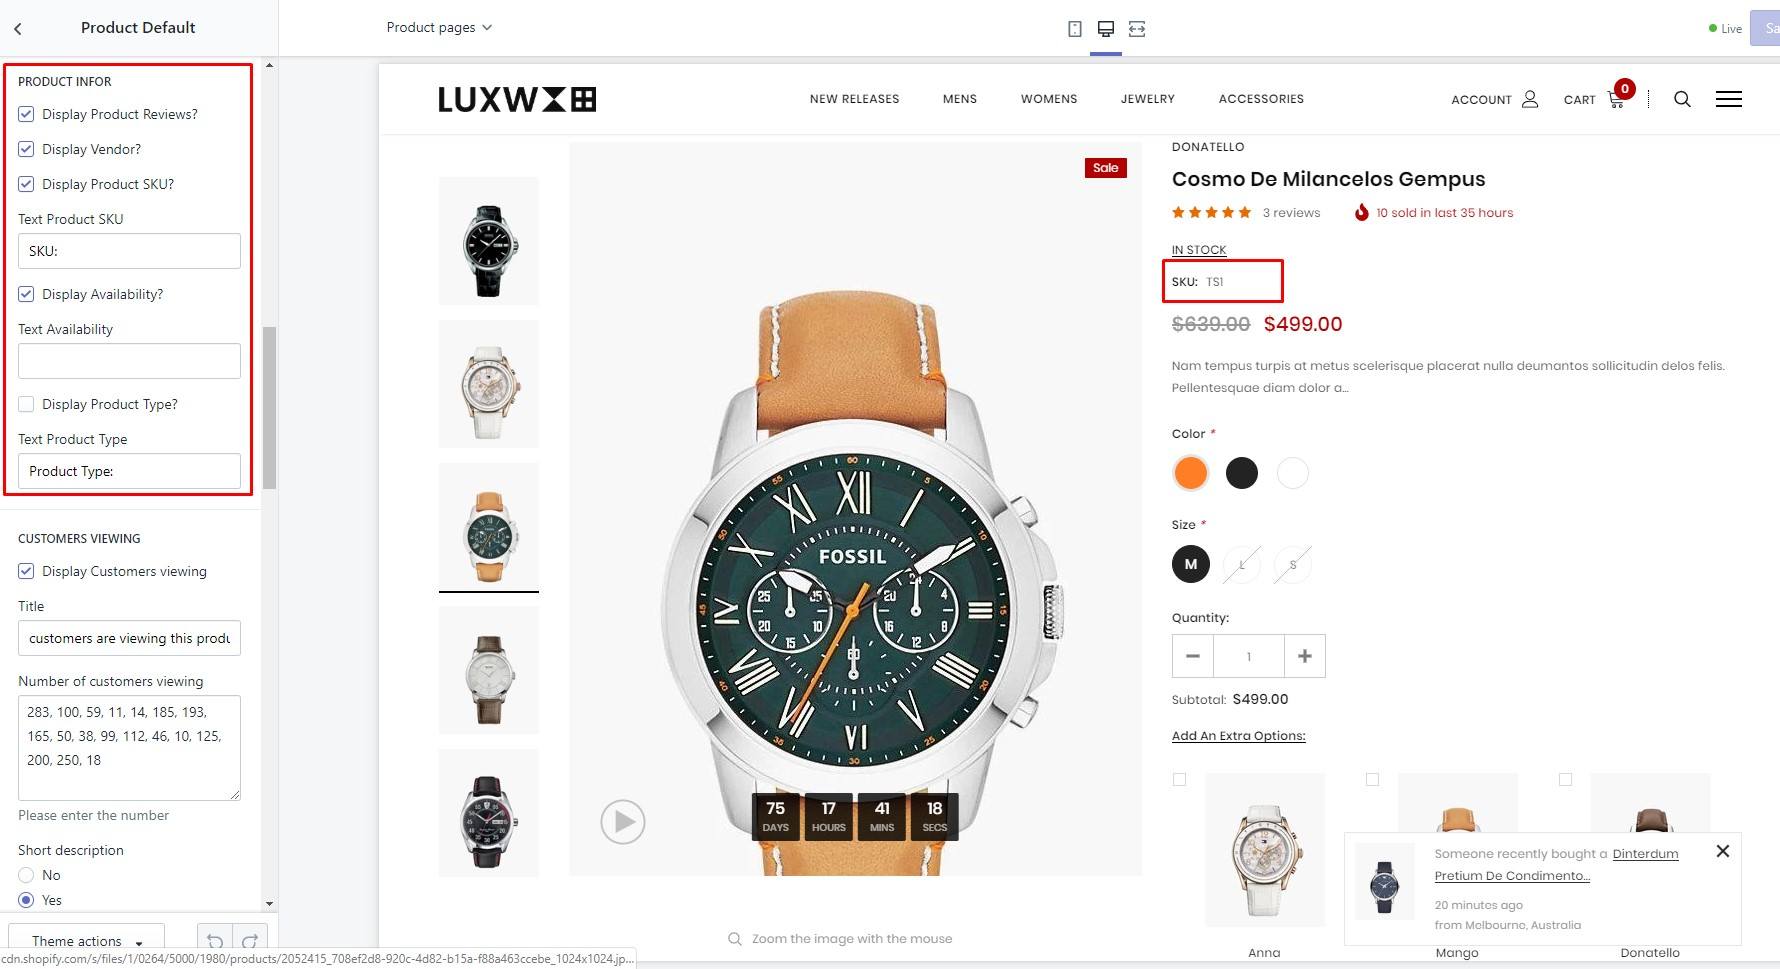 Product Default
Product pages
Live
Sa
PRODUCT INFOR
Display Product Reviews?
Display Vendor?
Display Product SKU?
Text Product SKU
SKU:
Display Availability?
Text Availability
Display Product Type?
Text Product Type
Product Type:
CUSTOMERS VIEWING
Display Customers viewing
Title
customers are viewing this produ
Number of customers viewing
283, 100, 59, 11, 14, 185, 193,
165, 50, 38, 99, 112, 46, 10, 125,
200, 250, 18
Please enter the number
Short description
No
Yes
Theme actions
cdn.shopify.com/s/files/1/0264/5000/1980/products/2052415_708ef2d8-920c-4d82-b15a-f88a463ccebe_1024x1024.jp...
LUXW
NEW RELEASES
MENS
WOMENS
JEWELRY
ACCESSORIES
ACCOUNT
CART
0
Sale
FOSSIL
75
DAYS
17
HOURS
41
MINS
18
SECS
Zoom the image with the mouse
DONATELLO
Cosmo De Milancelos Gempus
3 reviews
10 sold in last 35 hours
IN STOCK
SKU: TS1
$639.00 $499.00
Nam tempus turpis at metus scelerisque placerat nulla deumantos sollicitudin delos felis.
Pellentesque diam dolor a...
Color *
Size *
M
L
S
Quantity:
1
Subtotal: $499.00
Add An Extra Options:
Anna
Mango
Donatello
Someone recently bought a Dinterdum
Pretium De Condimento...
20 minutes ago
from Melbourne, Australia